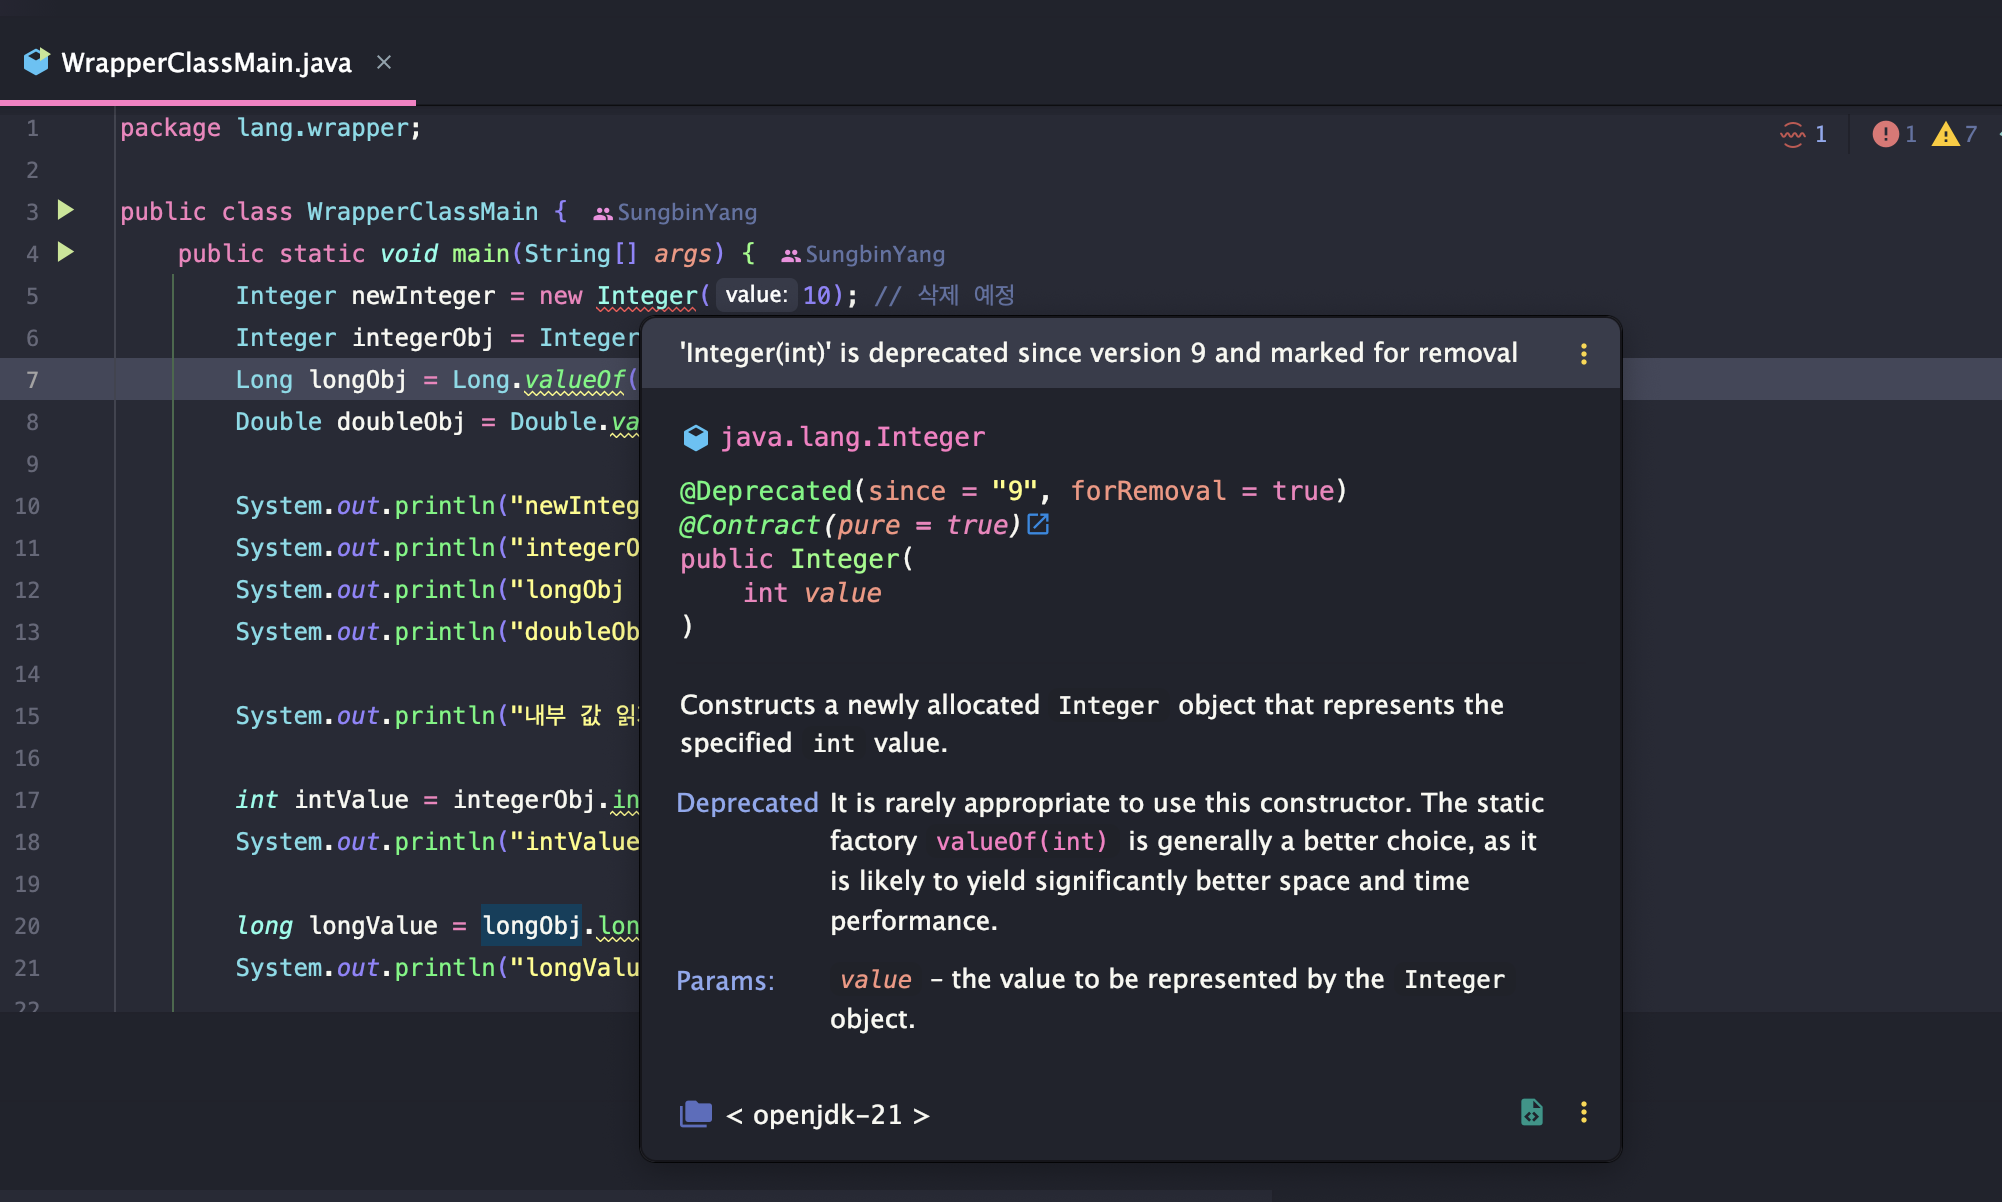 WrapperClassMain.java
1 package lang.wrapper;
1 1 7
2
3 public class WrapperClassMain { SungbinYang
4 public static void main(String[] args) { SungbinYang
5 Integer newInteger = new Integer( value: 10); // 삭제 예정
6 Integer integerObj = Integer
7 Long longObj = Long.valueOf(
8 Double doubleObj = Double.va
9
10 System.out.println("newInteg
11 System.out.println("integerO
12 System.out.println("longObj
13 System.out.println("doubleOb
14
15 System.out.println("내부 값 읽
16
17 int intValue = integerObj.in
18 System.out.println("intValue
19
20 long longValue = longObj.lon
21 System.out.println("longValu
22
'Integer(int)' is deprecated since version 9 and marked for removal
java.lang.Integer
@Deprecated(since = "9", forRemoval = true)
@Contract(pure = true)
public Integer(
int value
)
Constructs a newly allocated Integer object that represents the
specified int value.
Deprecated It is rarely appropriate to use this constructor. The static
factory valueOf(int) is generally a better choice, as it
is likely to yield significantly better space and time
performance.
Params: value – the value to be represented by the Integer
object.
< openjdk-21 >